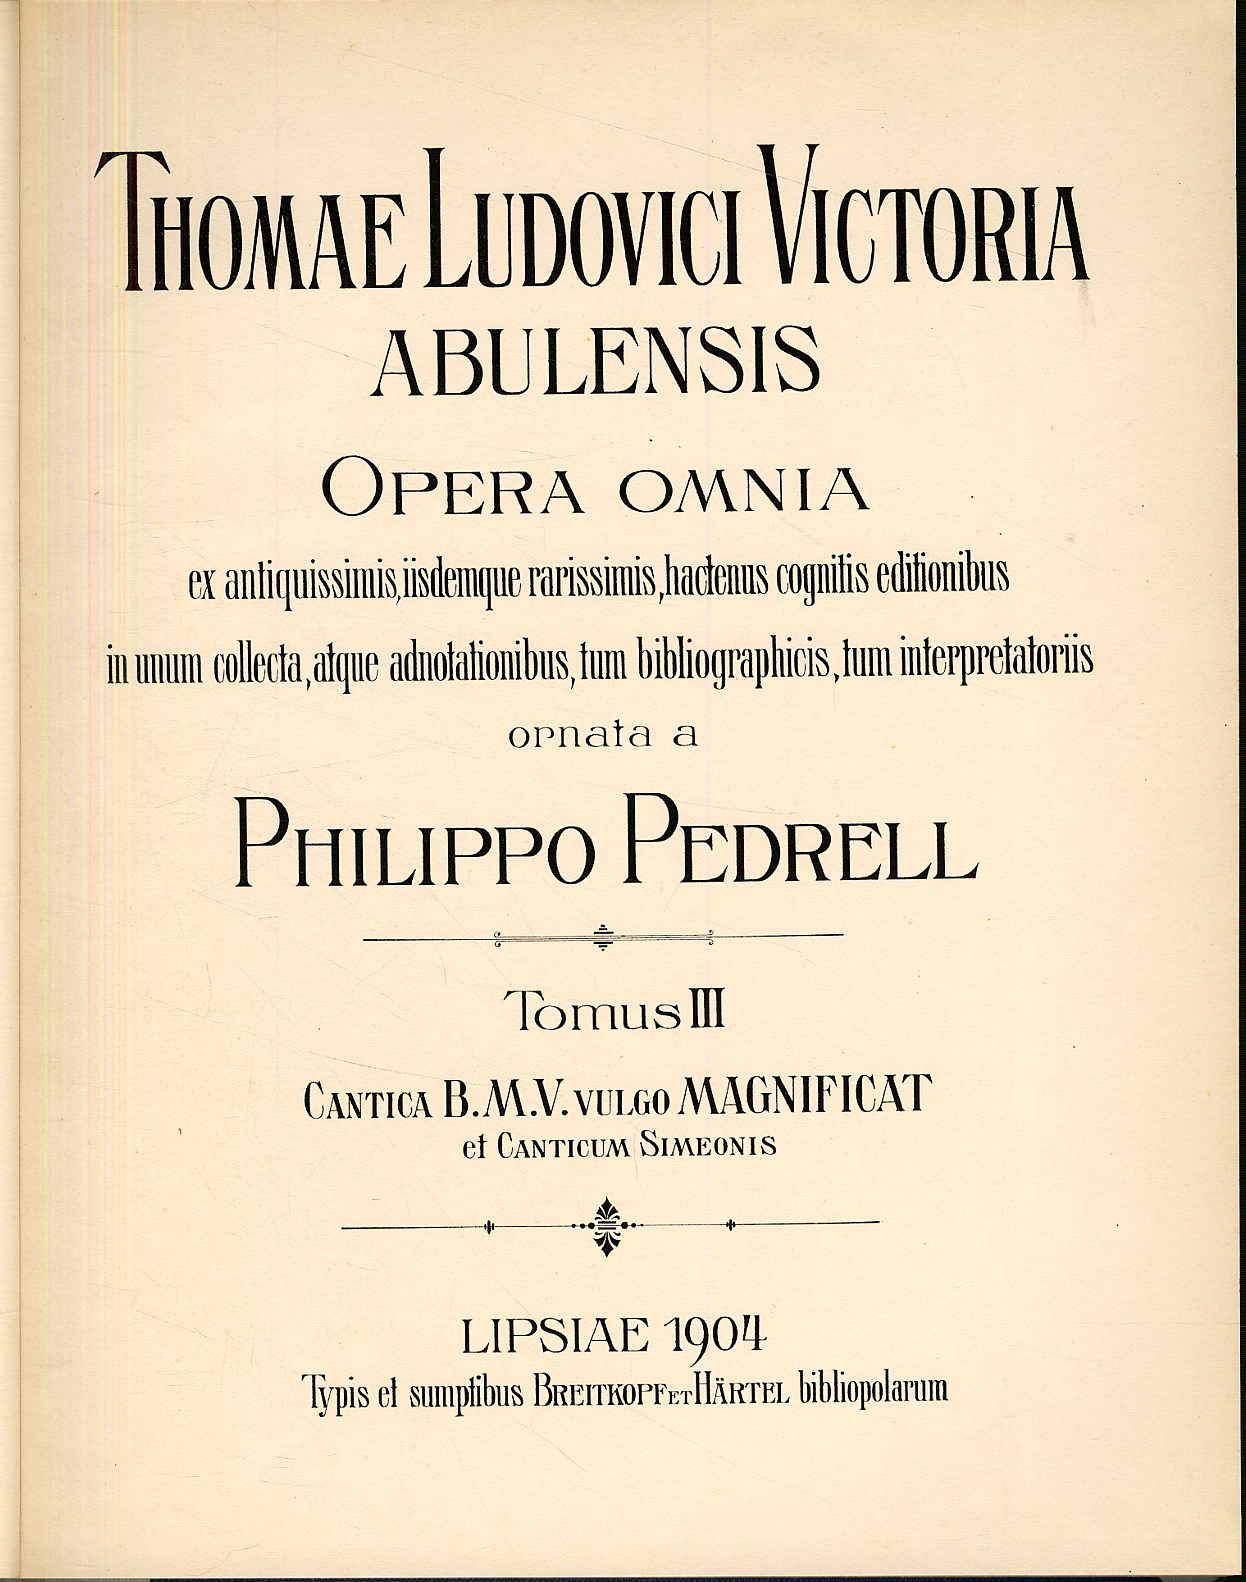 THOMAE LUDOVICI VICTORIA
ABULENSIS
OPERA OMNIA
ex antiquissimis, iisdemque rarissimis, hactenus cognitis editionibus
in unum collecta, atque adnotationibus, tum bibliographicis, tum interpretatoriis
ornata a
PHILIPPO PEDRELL
Tomus III
CANTICA B.M.V. VULGO MAGNIFICAT
et CANTICUM SIMEONIS
LIPSIAE 1904
Typis et sumptibus BREITKOPF ET HÄRTEL bibliopolarum